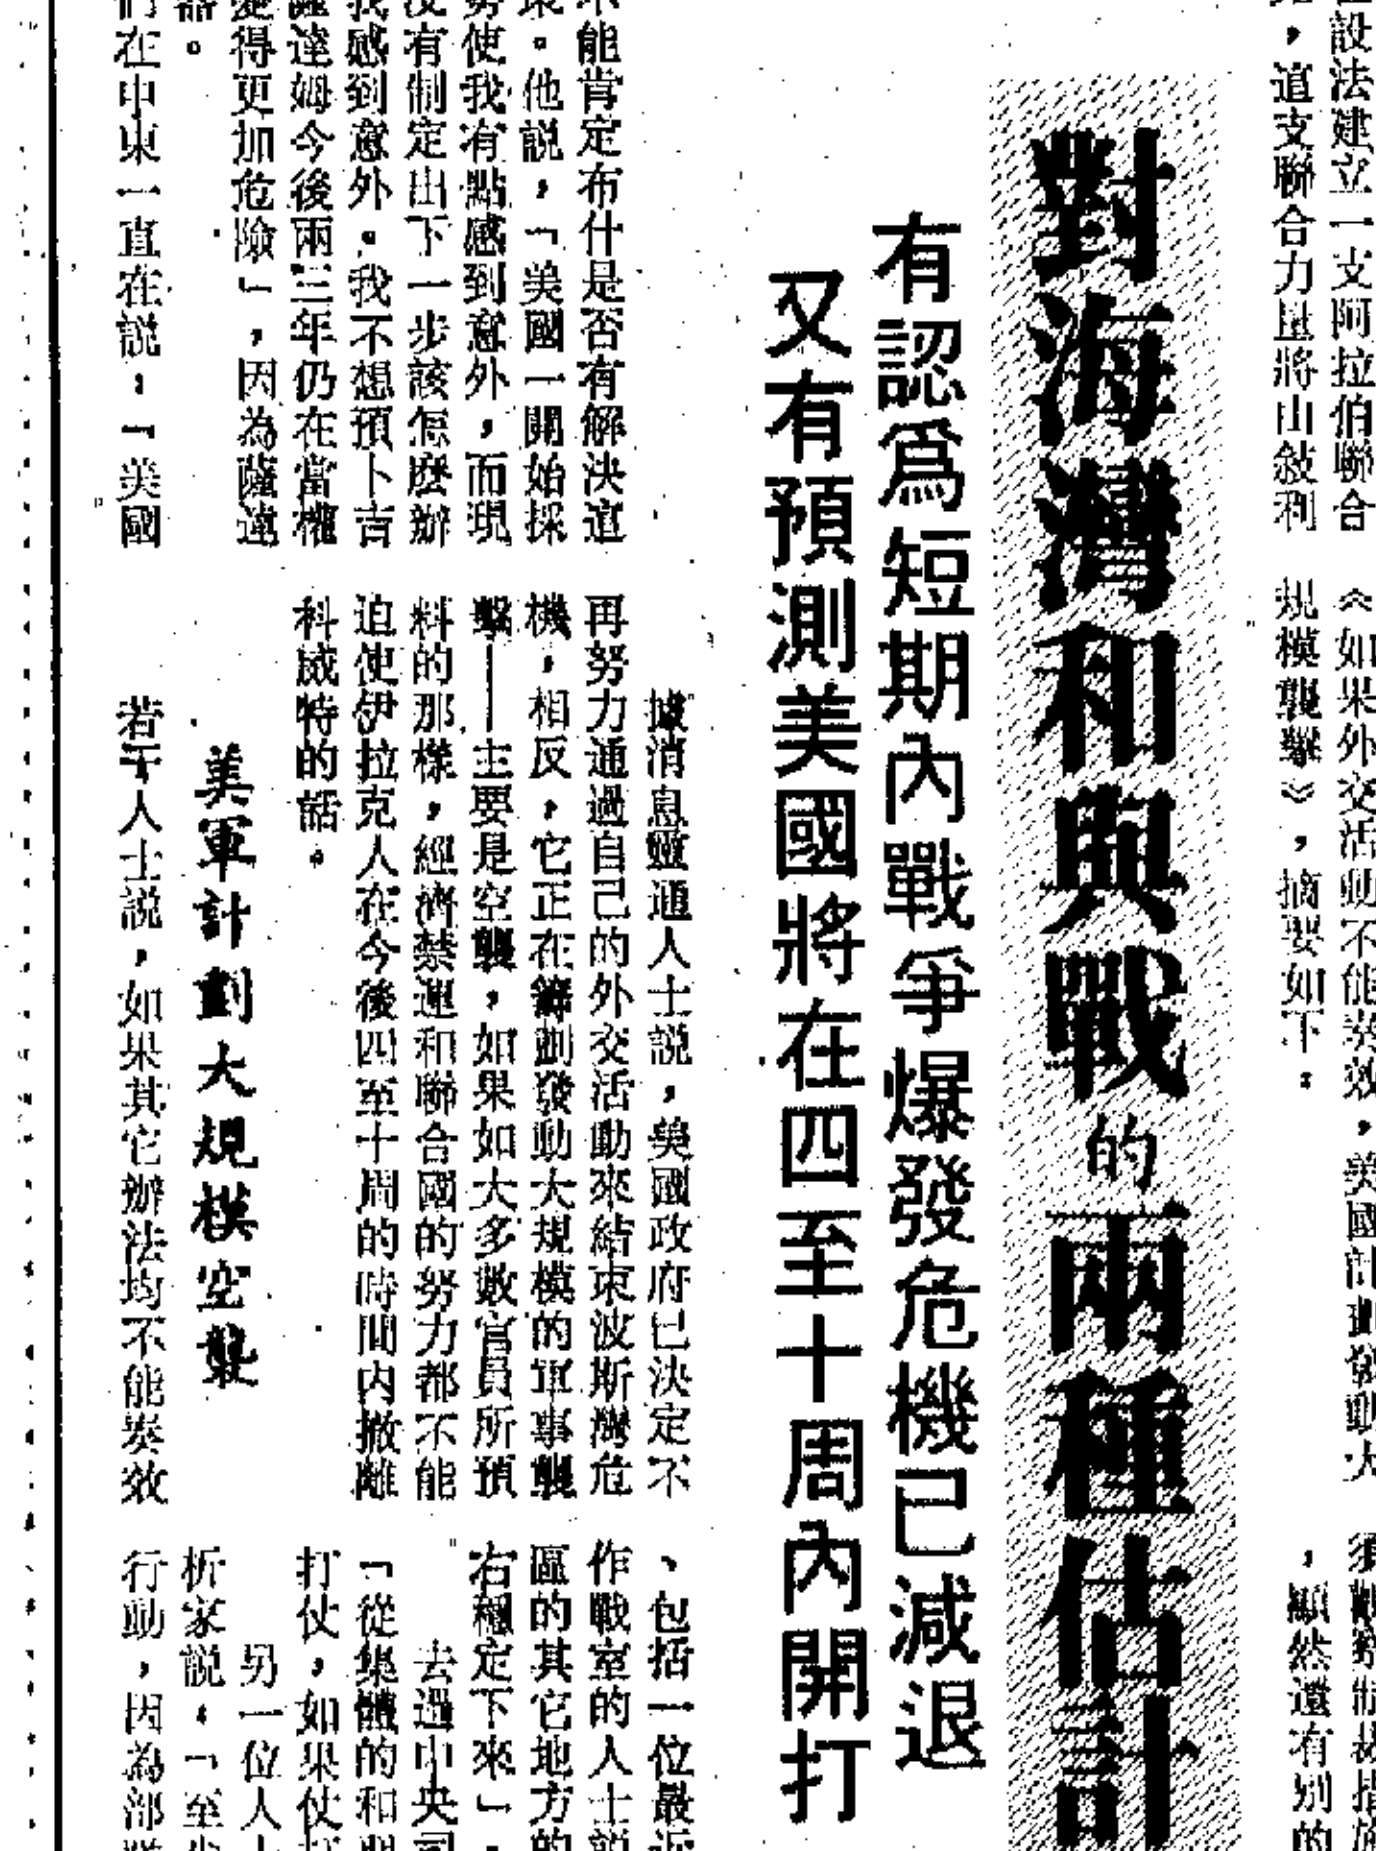 設法建立一支阿拉伯聯合
，這支聯合力量將由敍利
《如果外交活動不能奏效，美國計劃發動大
規模襲擊》，摘要如下：
，顯然還有別的
對海灣和與戰的兩種估計
有認爲短期內戰爭爆發危機已減退
又有預測美國將在四至十周內開打
不能肯定布什是否有解決這
。他説，「美國一開始採
使我有點感到意外，而現
没有制定出下一步該怎麽辦
我感到意外。我不想預卜吉
薩達姆今後兩三年仍在當權
變得更加危險」，因為薩達
器。
們在中東一直在説：「美國
據消息靈通人士説，美國政府已決定不
再努力通過自己的外交活動來結束波斯灣危
機，相反，它正在籌劃發動大規模的軍事襲
擊——主要是空襲，如果如大多數官員所預
料的那樣，經濟禁運和聯合國的努力都不能
迫使伊拉克人在今後四至十周的時間內撤離
科威特的話。
美軍計劃大規模空襲
若干人士説，如果其它辦法均不能奏效
、包括一位最近
作戰室的人士説
區的其它地方的
右穩定下來」，
去過中央司
「從集體的和
打仗，如果仗打
另一位人士
析家説：「至少
行動，因為部隊